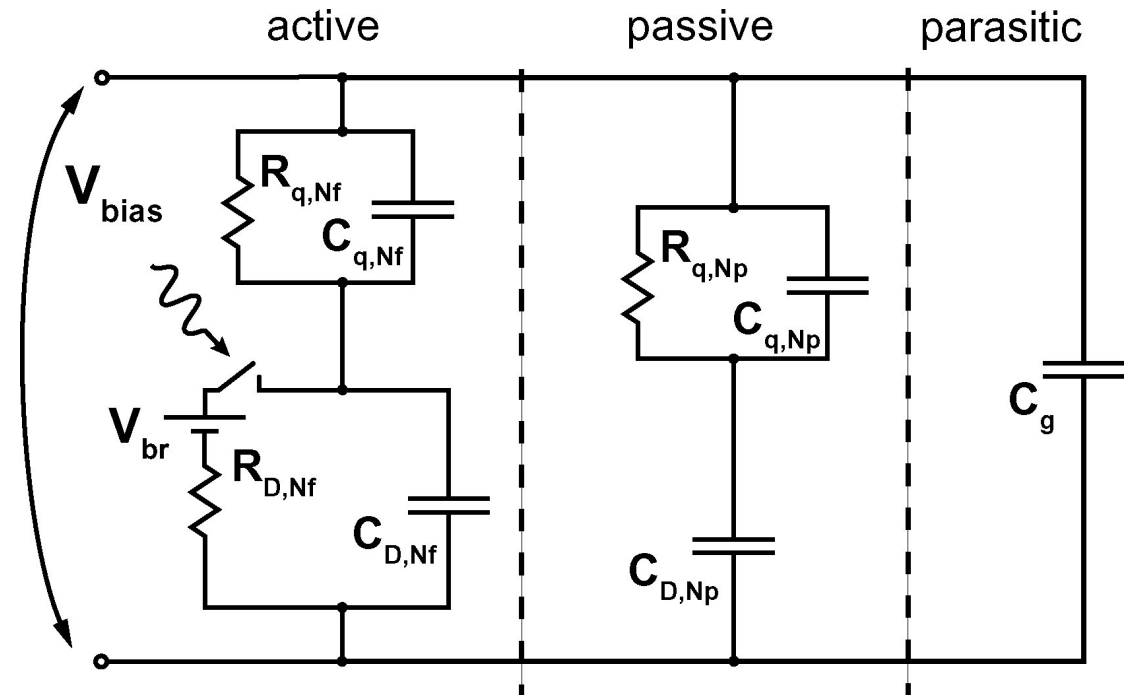 active
passive
parasitic
V_bias
R_q,Nf
C_q,Nf
R_q,Np
C_q,Np
V_br
R_D,Nf
C_D,Nf
C_D,Np
C_g